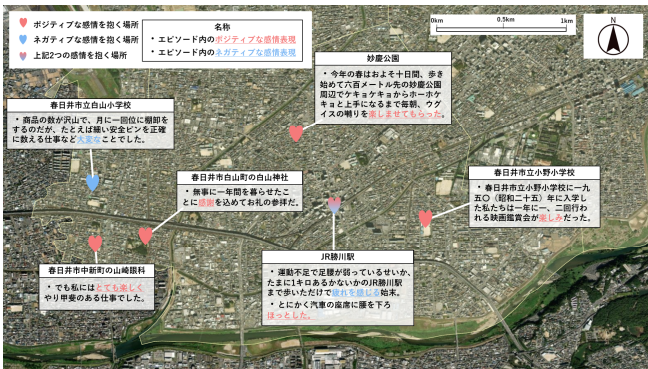 ポジティブな感情を抱く場所
ネガティブな感情を抱く場所
上記2つの感情を抱く場所
名称
・エピソード内のポジティブな感情表現
・エピソード内のネガティブな感情表現
0km
0.5km
1km
N
妙慶公園
・今年の春はおよそ十日間、歩き
始めて六百メートル先の妙慶公園
周辺でケキョケキョからホーホケ
キョと上手になるまで毎朝、ウグ
イスの囀りを楽しませてもらった。
春日井市立白山小学校
・商品の数が沢山で、月に一回位に棚卸を
するのだが、たとえば細い安全ピンを正確
に数える仕事など大変なことでした。
春日井市白山町の白山神社
・無事に一年間を暮らせたこ
とに感謝を込めてお礼の参拝だ。
春日井市立小野小学校
・春日井市立小野小学校に一九
五〇（昭和二十五）年に入学し
た私たちは一年に一、二回行わ
れる映画鑑賞会が楽しみだった。
春日井市中新町の山崎眼科
・でも私にはとても楽しく
やり甲斐のある仕事でした。
JR勝川駅
・運動不足で足腰が弱っているせいか、
たまに1キロあるかないかのJR勝川駅
まで歩いただけで疲れを感じる始末。
・とにかく汽車の座席に腰を下ろ
ほっとした。